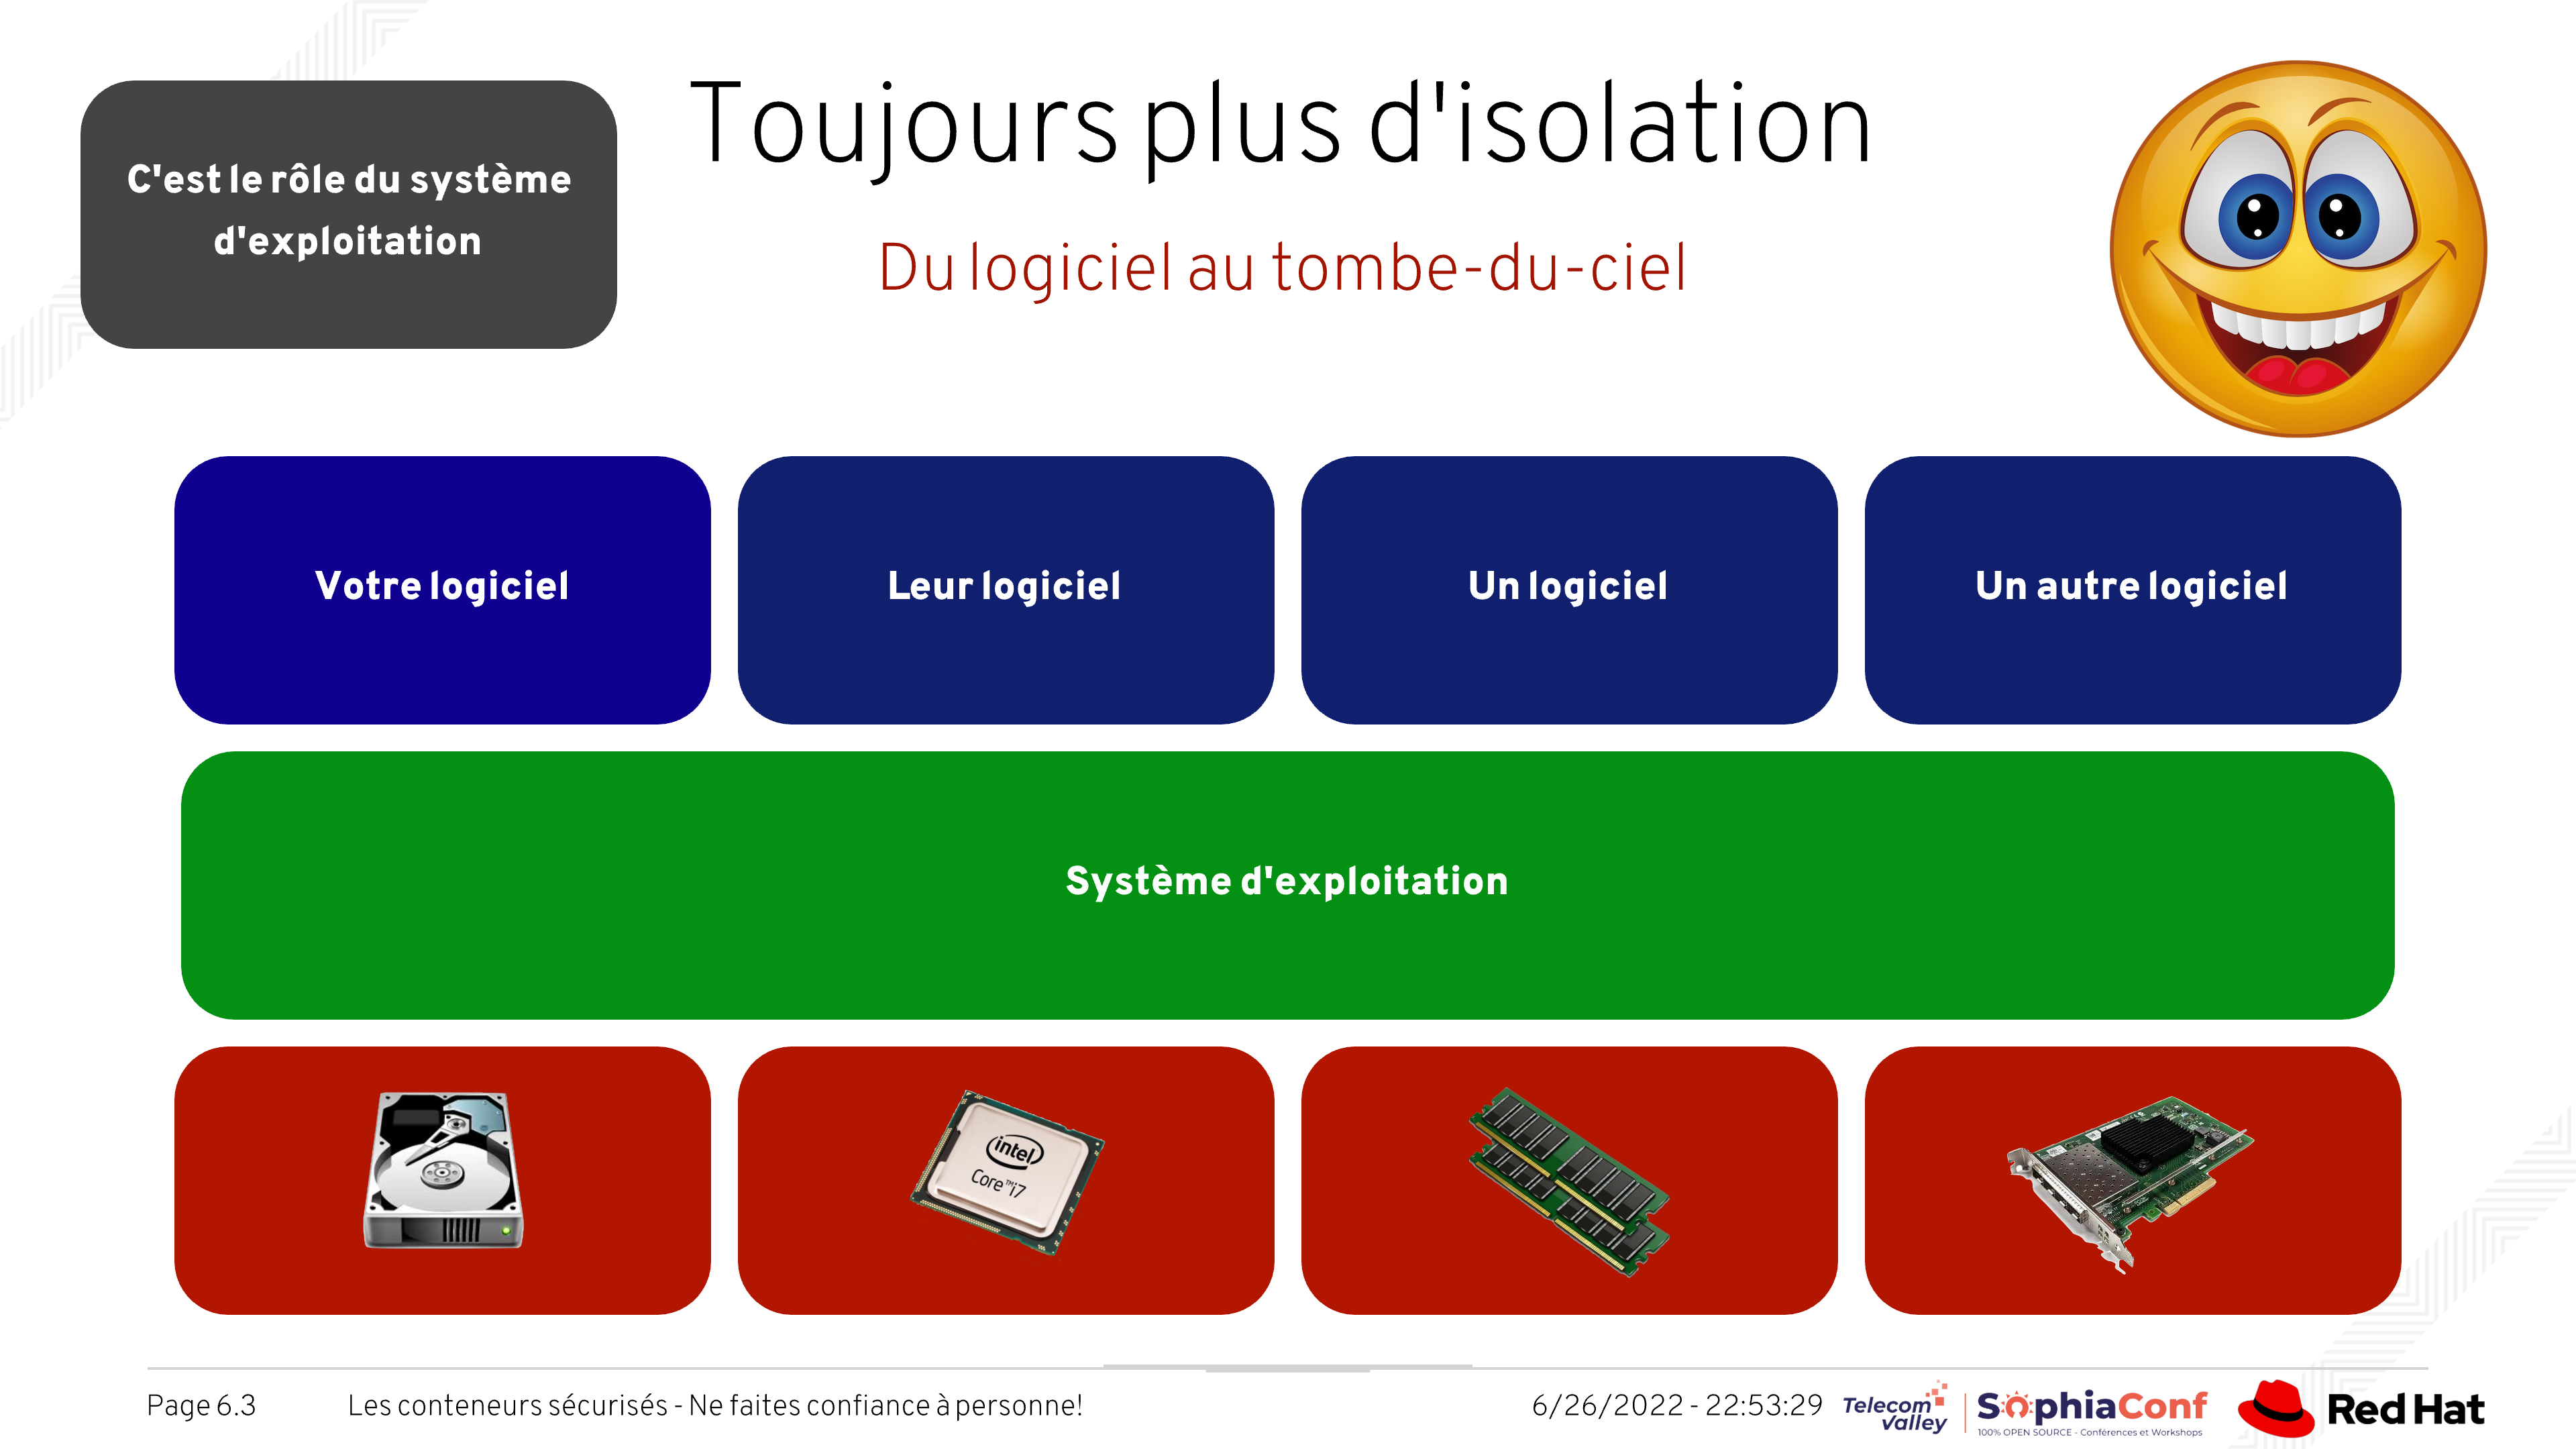 C'est le rôle du système
d'exploitation
Toujours plus d'isolation
Du logiciel au tombe-du-ciel
Votre logiciel
Leur logiciel
Un logiciel
Un autre logiciel
Système d'exploitation
intel
Core™i7
Page 6.3
Les conteneurs sécurisés - Ne faites confiance à personne!
6/26/2022 - 22:53:29
Telecom
Valley
SophiaConf
100% OPEN SOURCE - Conférences et Workshops
Red Hat